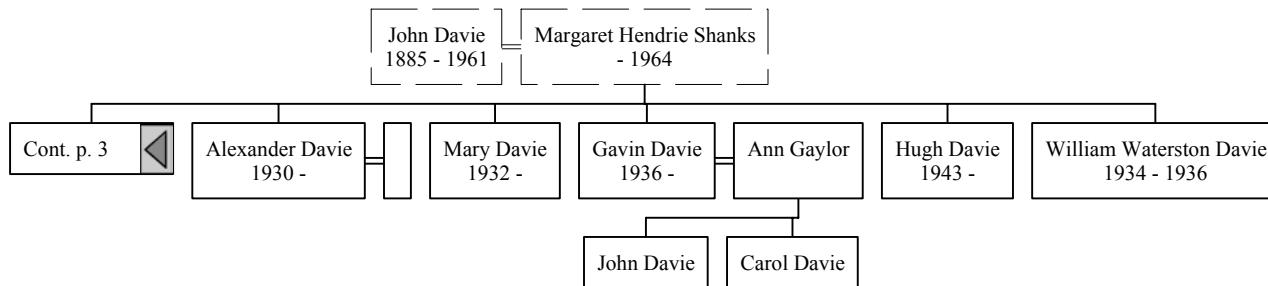 John Davie
1885 - 1961
Margaret Hendrie Shanks
- 1964
Cont. p. 3
Alexander Davie
1930 -
Mary Davie
1932 -
Gavin Davie
1936 -
Ann Gaylor
Hugh Davie
1943 -
William Waterston Davie
1934 - 1936
John Davie
Carol Davie